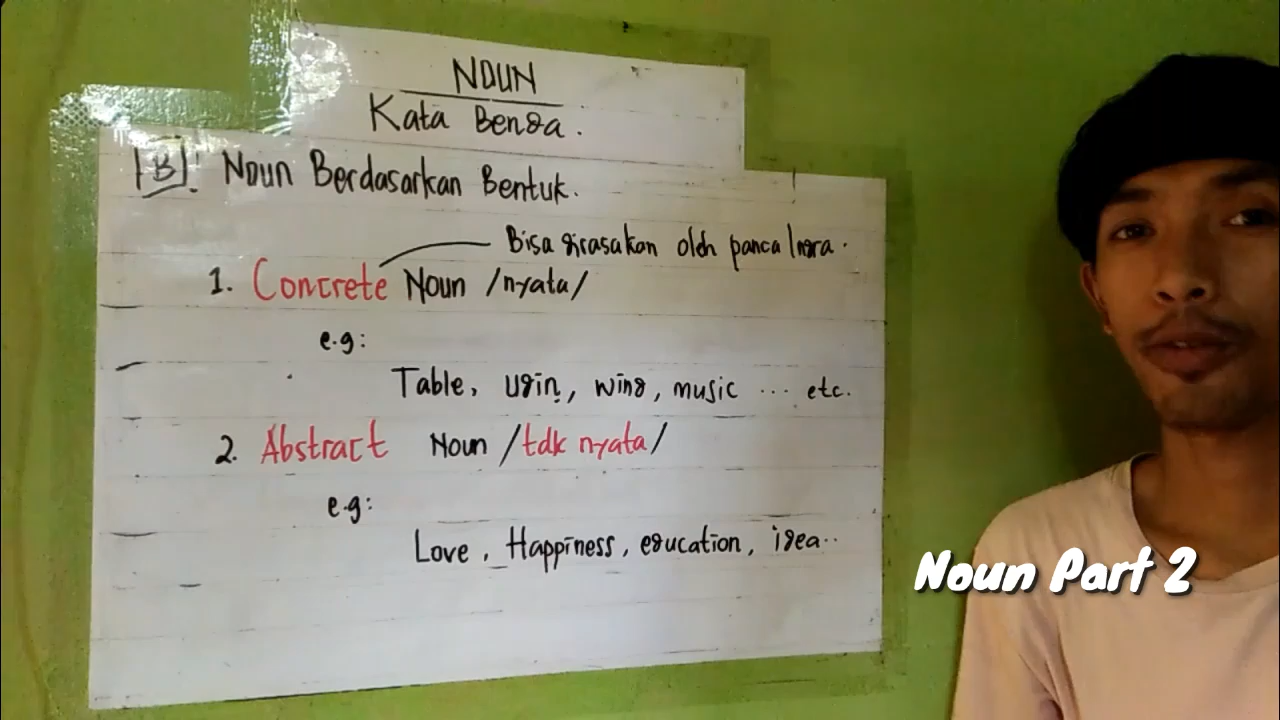 NOUN
Kata Benda.
B! Noun Berdasarkan Bentuk.
Bisa dirasakan oleh panca Indra.
1. Concrete Noun /nyata/
e.g:
Table, udin, wind, music ... etc.
2. Abstract Noun /tdk nyata/
e.g:
Love, Happiness, education, idea..
Noun Part 2